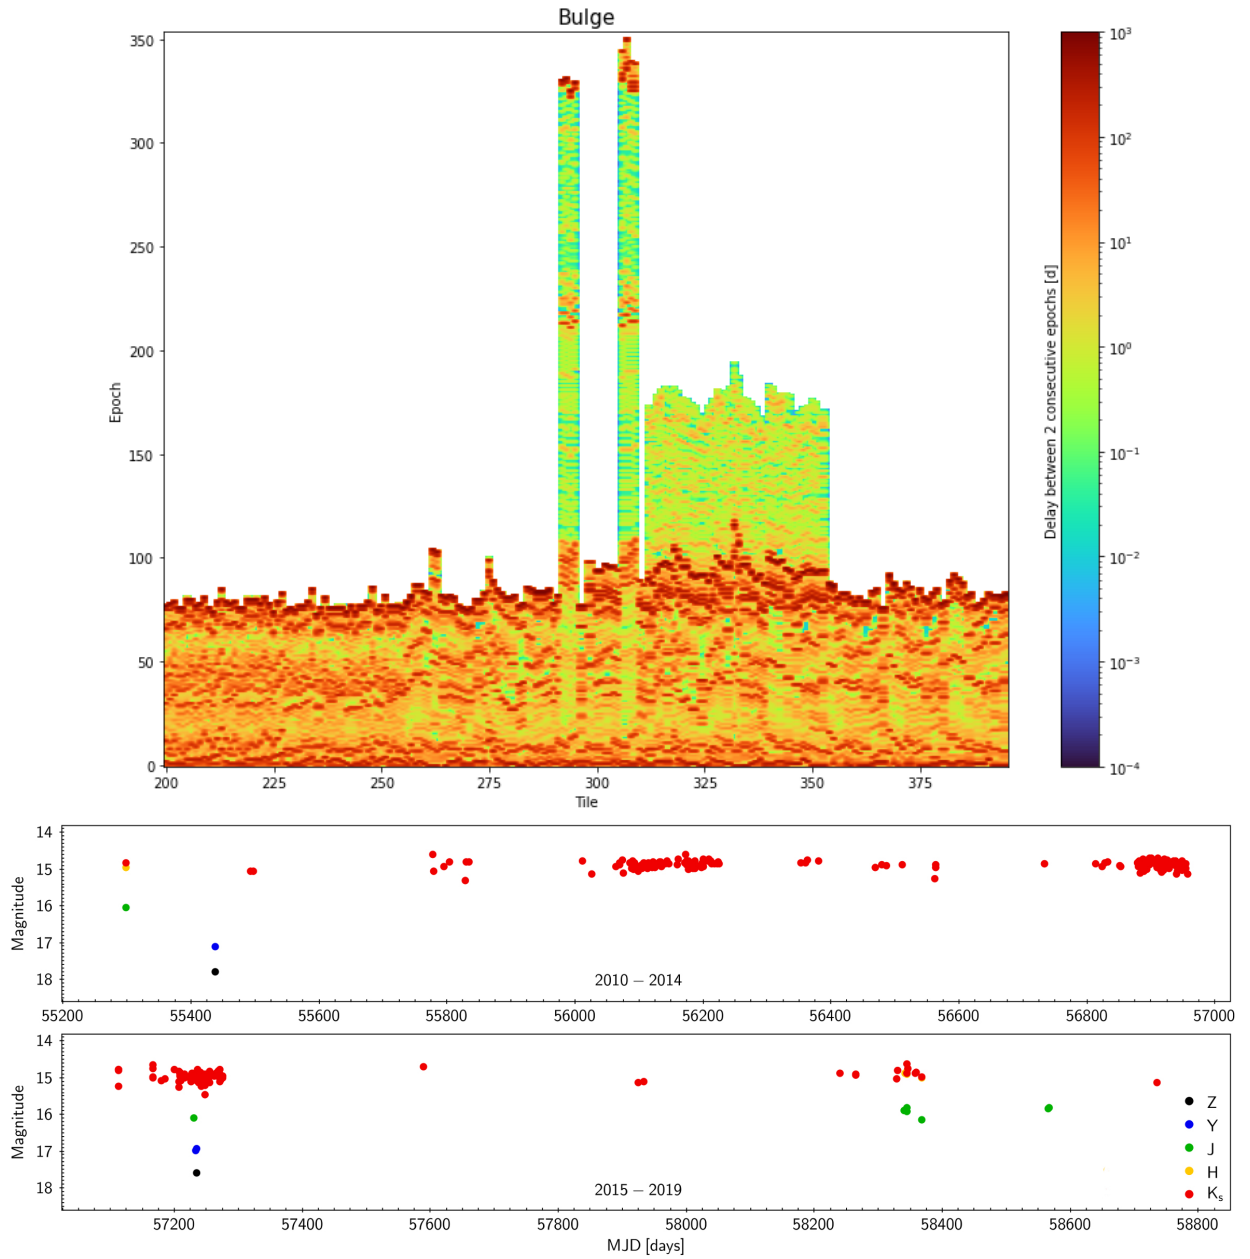 Bulge
350
300
250
200
150
100
50
0
Epoch
200 225 250 275 300 325 350 375
Tile
10³
10²
10¹
10⁰
10⁻¹
10⁻²
10⁻³
10⁻⁴
Delay between 2 consecutive epochs [d]
14
15
16
17
18
Magnitude
2010 – 2014
55200 55400 55600 55800 56000 56200 56400 56600 56800 57000
14
15
16
17
18
Magnitude
Z
Y
J
H
Kₛ
2015 – 2019
57200 57400 57600 57800 58000 58200 58400 58600 58800
MJD [days]